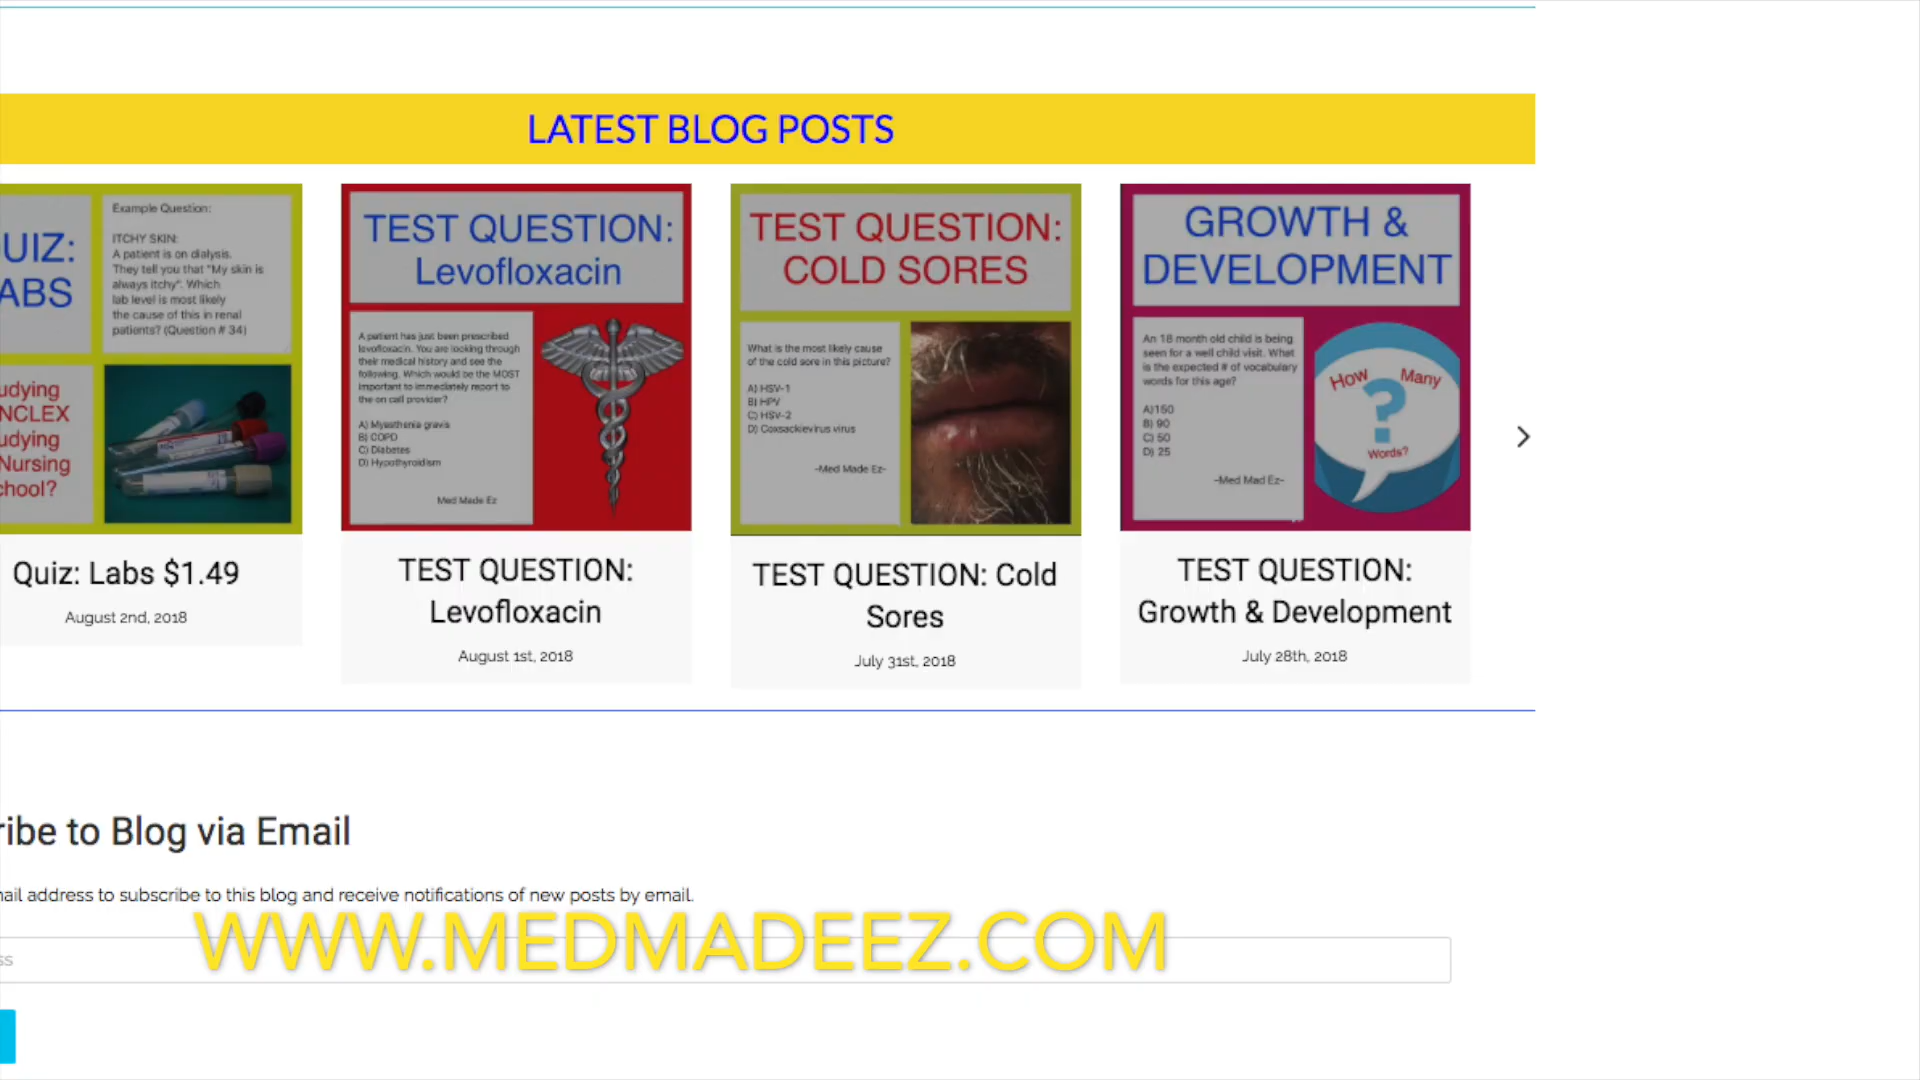 LATEST BLOG POSTS
UIZ:
ABS
Example Question:
ITCHY SKIN:
A patient is on dialysis.
They tell you that "My skin is
always itchy". Which
lab level is most likely
the cause of this in renal
patients? (Question # 34)
udying
NCLEX
udying
Nursing
chool?
Quiz: Labs $1.49
August 2nd, 2018
TEST QUESTION:
Levofloxacin
A patient has just been prescribed
levofloxacin. You are looking through
their medical history and see the
following. Which would be the MOST
important to immediately report to
the on call provider?
A) Myasthenia gravis
B) COPD
C) Diabetes
D) Hypothyroidism
Med Made Ez
TEST QUESTION:
Levofloxacin
August 1st, 2018
TEST QUESTION:
COLD SORES
What is the most likely cause
of the cold sore in this picture?
A) HSV-1
B) HPV
C) HSV-2
D) Coxsackievirus virus
-Med Made Ez-
TEST QUESTION: Cold
Sores
July 31st, 2018
GROWTH &
DEVELOPMENT
An 18 month old child is being
seen for a well child visit. What
is the expected # of vocabulary
words for this age?
A)150
B) 90
C) 50
D) 25
-Med Mad Ez-
How Many
?
Words?
TEST QUESTION:
Growth & Development
July 28th, 2018
ribe to Blog via Email
ail address to subscribe to this blog and receive notifications of new posts by email.
ss
WWW.MEDMADEEZ.COM